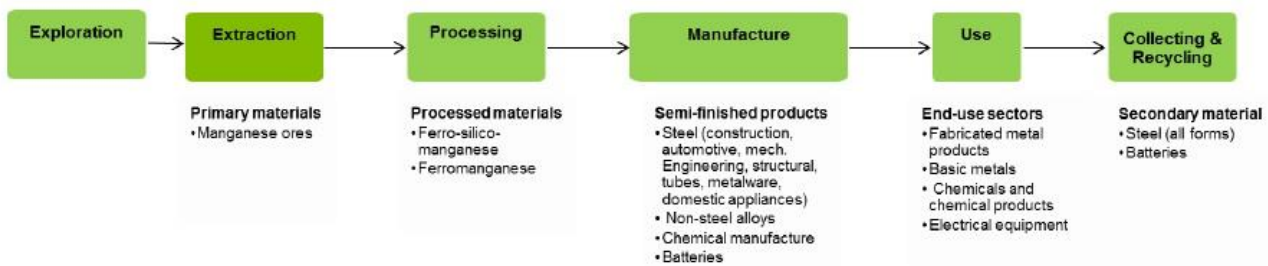 Exploration
Extraction
Processing
Manufacture
Use
Collecting &
Recycling
Primary materials
•Manganese ores
Processed materials
•Ferro-silico-
manganese
•Ferromanganese
Semi-finished products
•Steel (construction,
automotive, mech.
Engineering, structural,
tubes, metalware,
domestic appliances)
• Non-steel alloys
•Chemical manufacture
•Batteries
End-use sectors
•Fabricated metal
products
•Basic metals
• Chemicals and
chemical products
•Electrical equipment
Secondary material
•Steel (all forms)
•Batteries